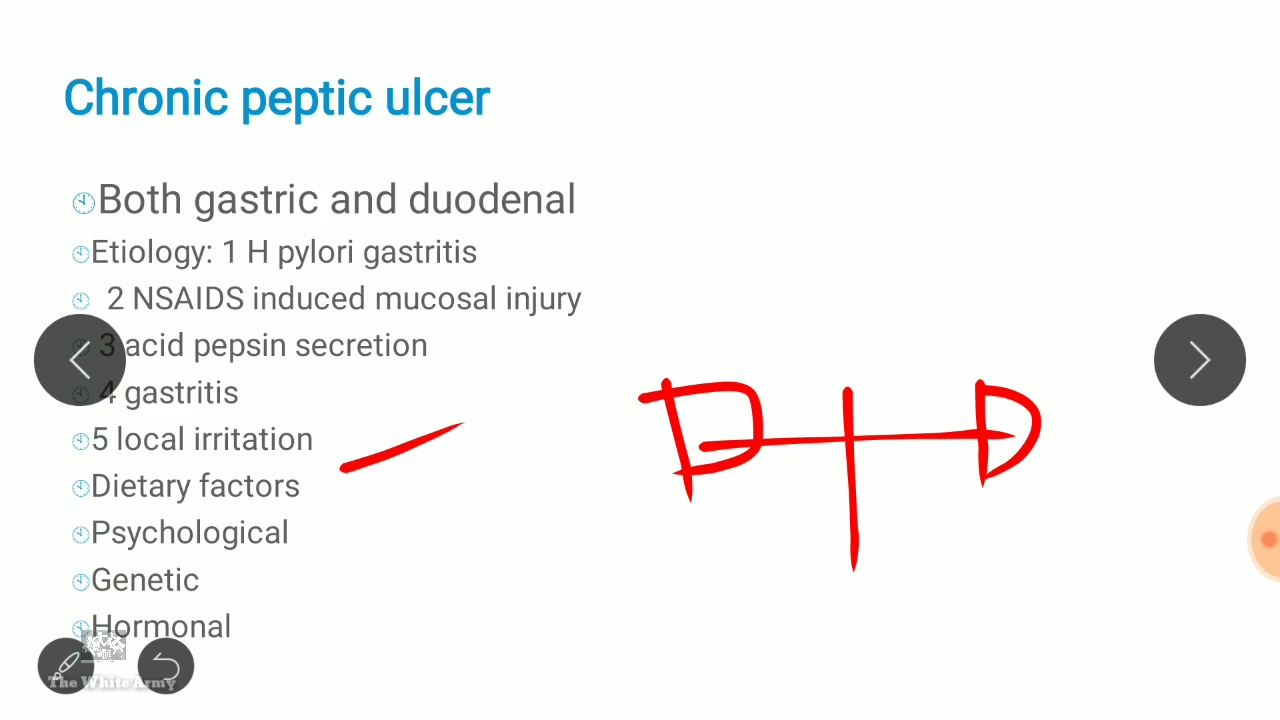 Chronic peptic ulcer
Both gastric and duodenal
Etiology: 1 H pylori gastritis
2 NSAIDS induced mucosal injury
3 acid pepsin secretion
4 gastritis
5 local irritation
Dietary factors
Psychological
Genetic
Hormonal
The White Army